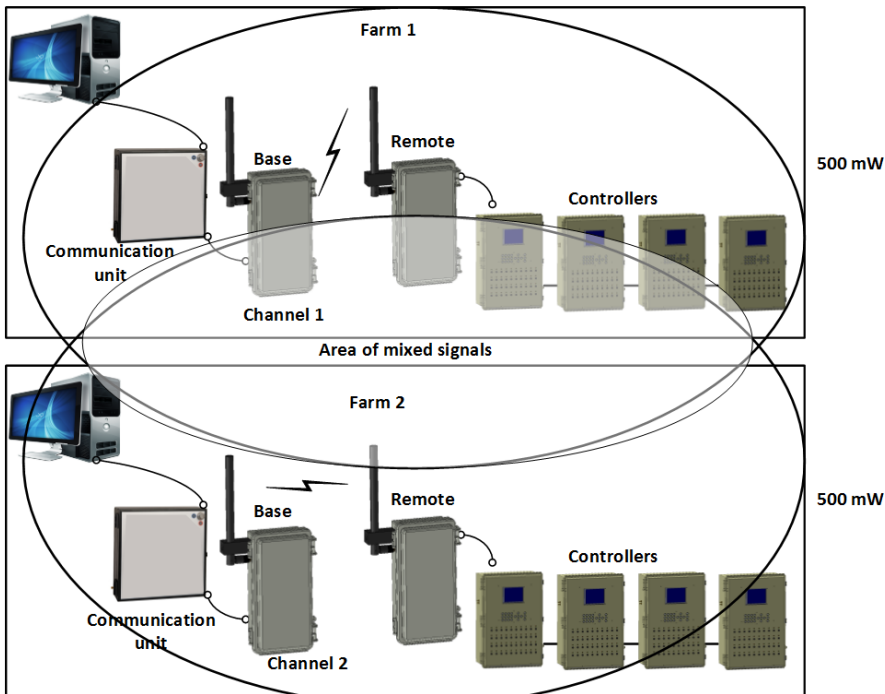 Farm 1
Remote
Base
500 mW
Controllers
Communication
unit
Channel 1
Area of mixed signals
Farm 2
Remote
Base
500 mW
Controllers
Communication
unit
Channel 2